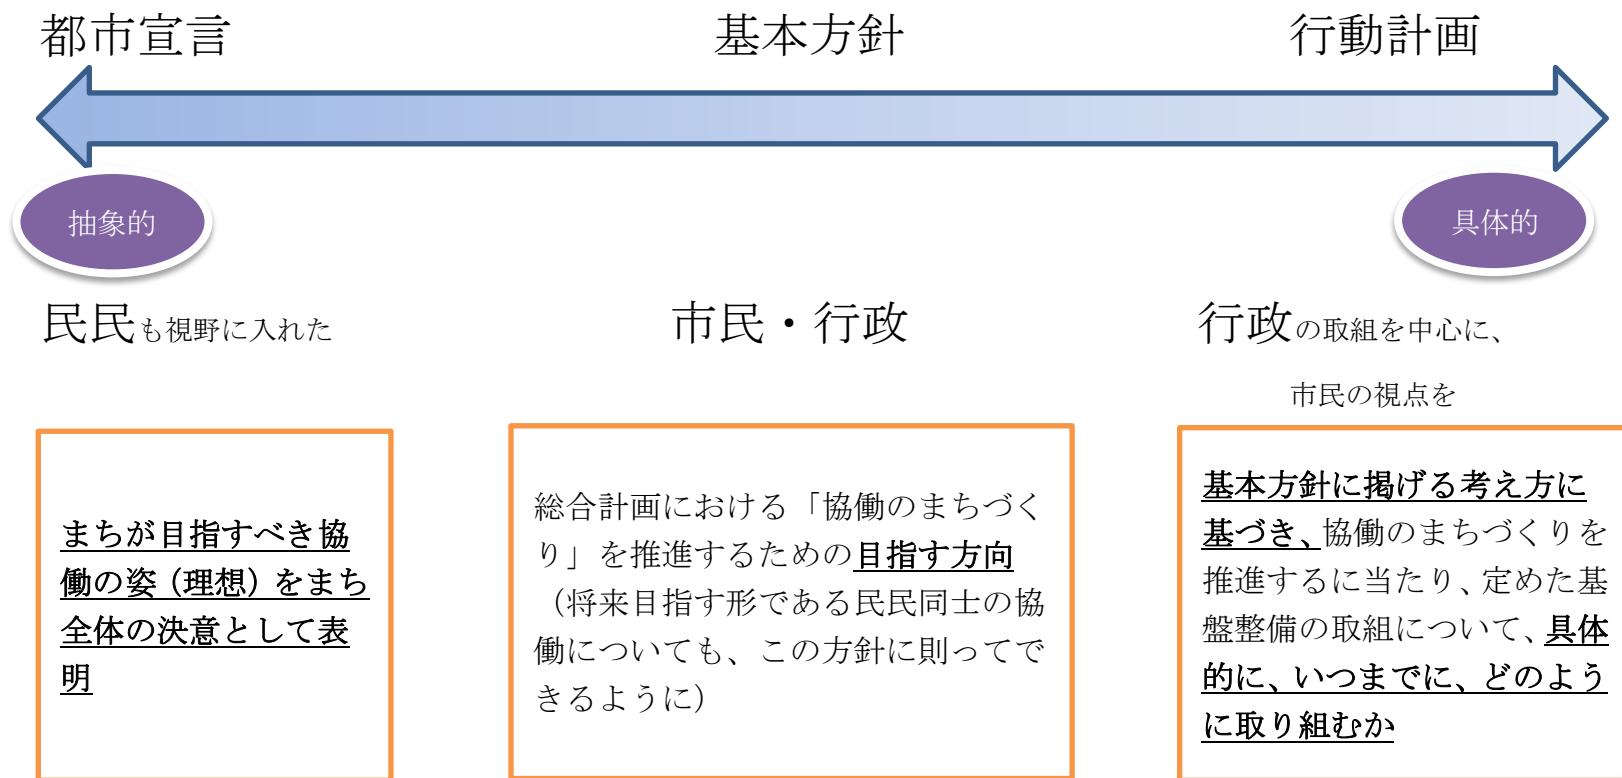 都市宣言
基本方針
行動計画
抽象的
具体的
民民も視野に入れた
市民・行政
行政の取組を中心に、
市民の視点を
まちが目指すべき協
働の姿（理想）をまち
全体の決意として表
明
総合計画における「協働のまちづく
り」を推進するための目指す方向
（将来目指す形である民民同士の協
働についても、この方針に則ってで
きるように）
基本方針に掲げる考え方に
基づき、協働のまちづくりを
推進するに当たり、定めた基
盤整備の取組について、具体
的に、いつまでに、どのよう
に取り組むか